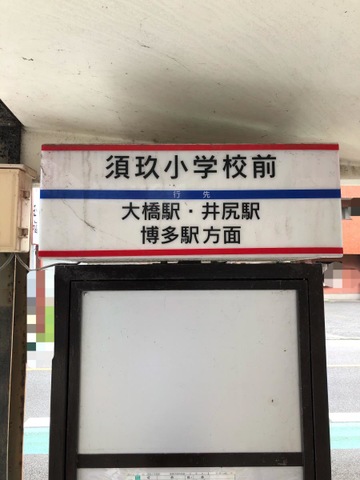 須玖小学校前
行先
大橋駅・井尻駅
博多駅方面